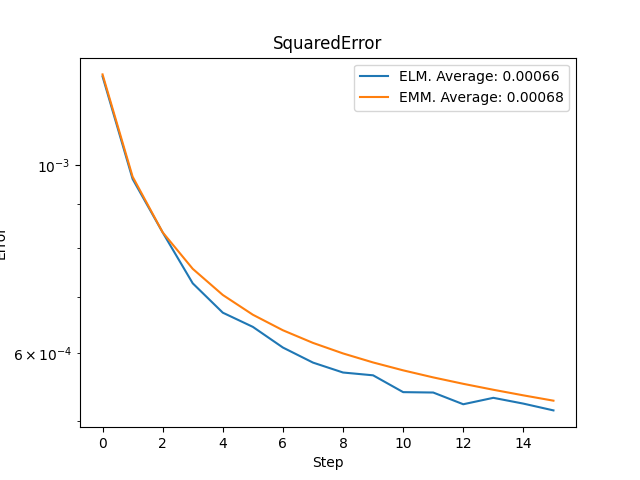 SquaredError
ELM. Average: 0.00066
EMM. Average: 0.00068
Error
10⁻³
6 × 10⁻⁴
0 2 4 6 8 10 12 14
Step